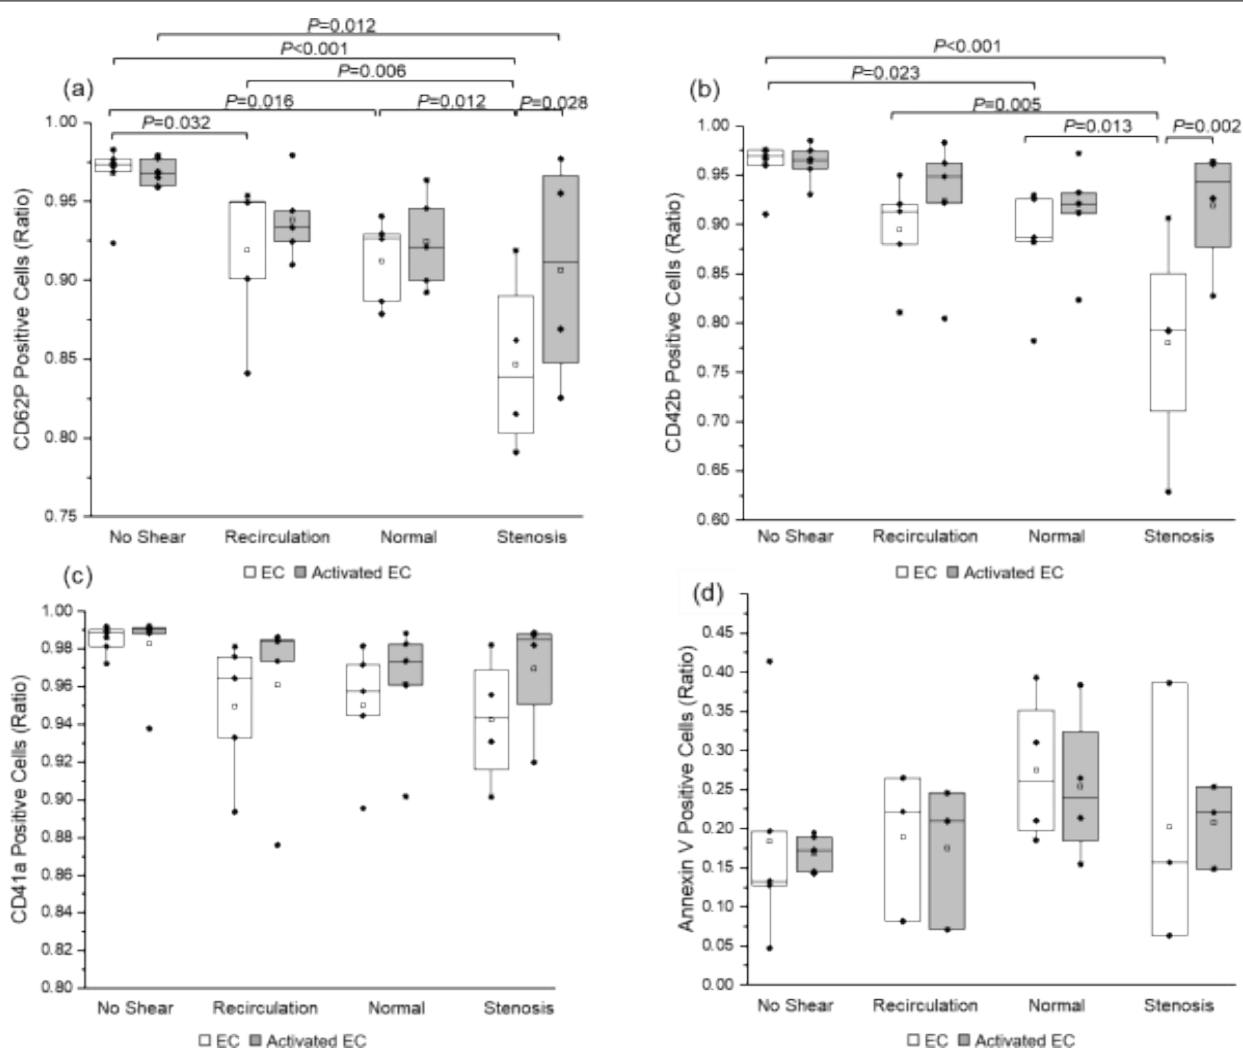 P=0.012
P<0.001
P=0.006
(a)
P=0.016
P=0.012
P=0.028
P=0.032
CD62P Positive Cells (Ratio)
1.00
0.95
0.90
0.85
0.80
0.75
No Shear Recirculation Normal Stenosis
EC Activated EC
P<0.001
P=0.023
(b)
P=0.005
P=0.013
P=0.002
CD42b Positive Cells (Ratio)
1.00
0.95
0.90
0.85
0.80
0.75
0.70
0.65
0.60
No Shear Recirculation Normal Stenosis
EC Activated EC
(c)
CD41a Positive Cells (Ratio)
1.00
0.98
0.96
0.94
0.92
0.90
0.88
0.86
0.84
0.82
0.80
No Shear Recirculation Normal Stenosis
EC Activated EC
(d)
Annexin V Positive Cells (Ratio)
0.45
0.40
0.35
0.30
0.25
0.20
0.15
0.10
0.05
0.00
No Shear Recirculation Normal Stenosis
EC Activated EC